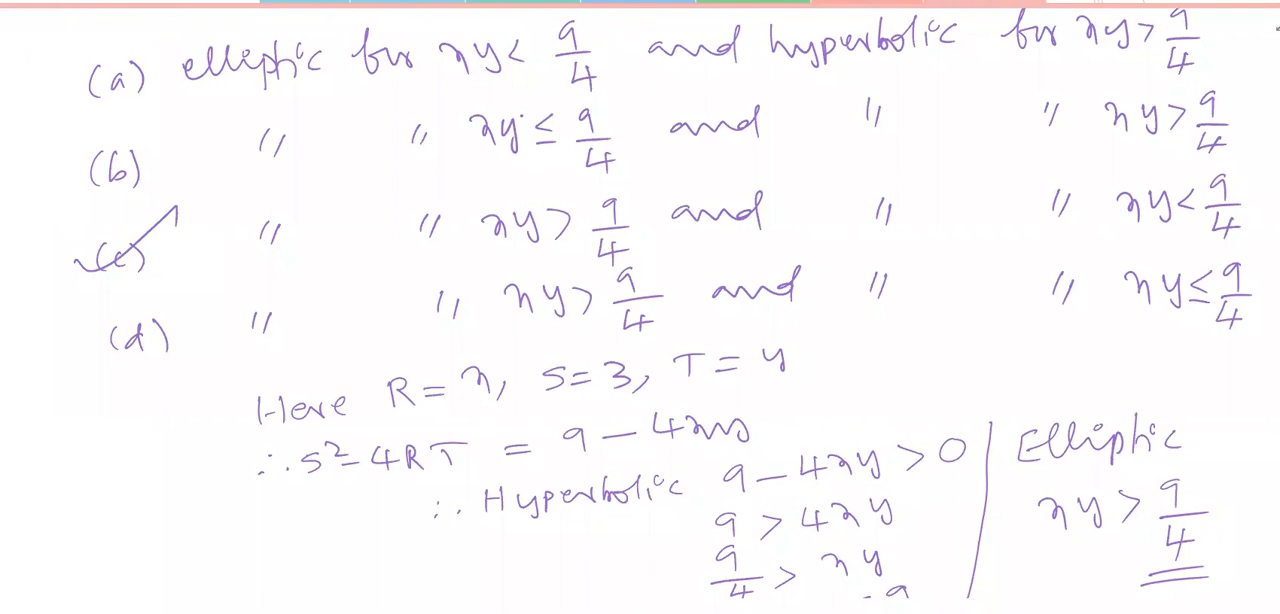 (a) elliptic for xy < 9/4 and hyperbolic for xy > 9/4
(b) " " xy ≤ 9/4 and " " xy > 9/4
(c) " " xy > 9/4 and " " xy < 9/4
(d) " " xy > 9/4 and " " xy ≤ 9/4
Here R = x, S = 3, T = y
∴ S² - 4RT = 9 - 4xy
∴ Hyperbolic 9 - 4xy > 0
9 > 4xy
9/4 > xy
Elliptic
xy > 9/4